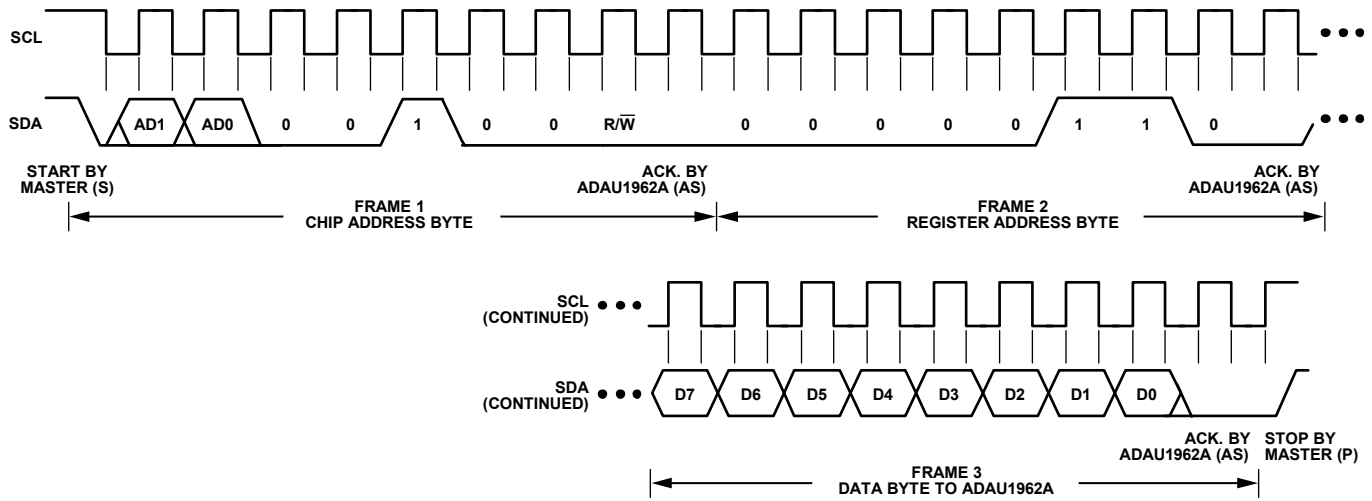 SCL
SDA
AD1 AD0 0 0 1 0 0 R/W̅ 0 0 0 0 0 1 1 0
START BY
MASTER (S)
ACK. BY
ADAU1962A (AS)
ACK. BY
ADAU1962A (AS)
FRAME 1
CHIP ADDRESS BYTE
FRAME 2
REGISTER ADDRESS BYTE
SCL
(CONTINUED)
SDA
(CONTINUED)
D7 D6 D5 D4 D3 D2 D1 D0
ACK. BY
ADAU1962A (AS)
STOP BY
MASTER (P)
FRAME 3
DATA BYTE TO ADAU1962A